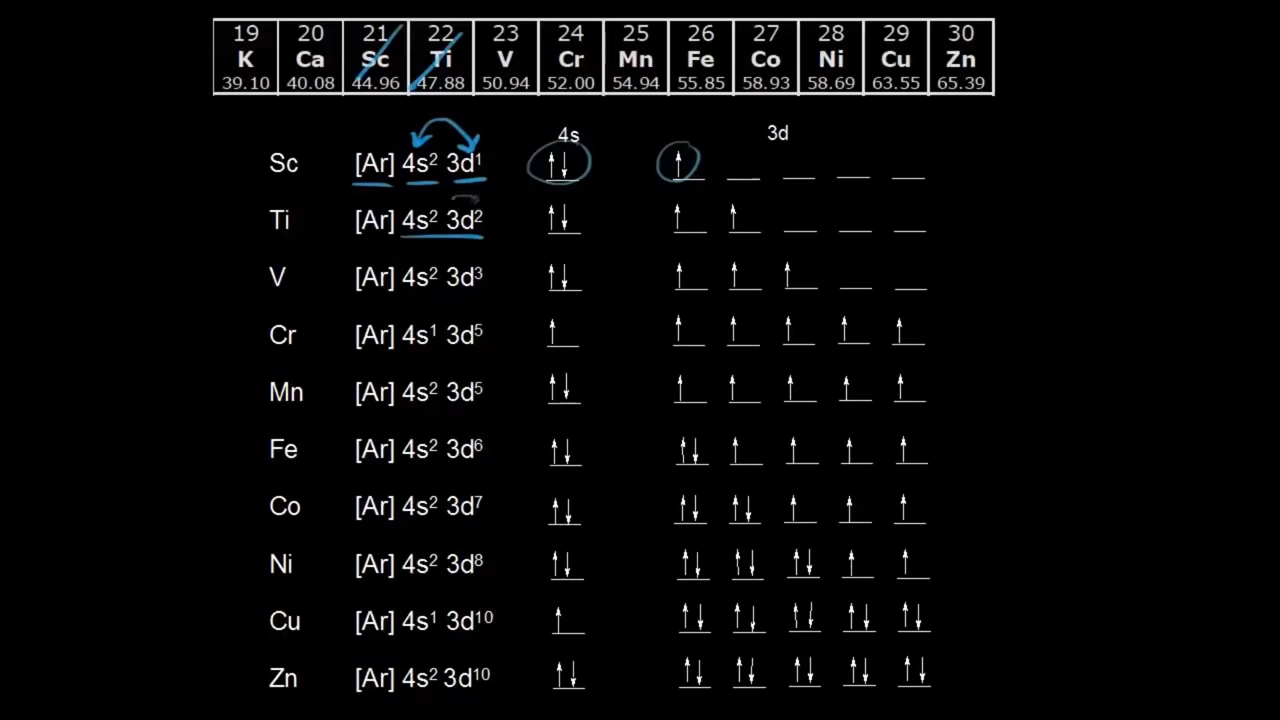 19 20 21 22 23 24 25 26 27 28 29 30
K Ca Sc Ti V Cr Mn Fe Co Ni Cu Zn
39.10 40.08 44.96 47.88 50.94 52.00 54.94 55.85 58.93 58.69 63.55 65.39
4s 3d
Sc [Ar] 4s² 3d¹
Ti [Ar] 4s² 3d²
V [Ar] 4s² 3d³
Cr [Ar] 4s¹ 3d⁵
Mn [Ar] 4s² 3d⁵
Fe [Ar] 4s² 3d⁶
Co [Ar] 4s² 3d⁷
Ni [Ar] 4s² 3d⁸
Cu [Ar] 4s¹ 3d¹⁰
Zn [Ar] 4s² 3d¹⁰